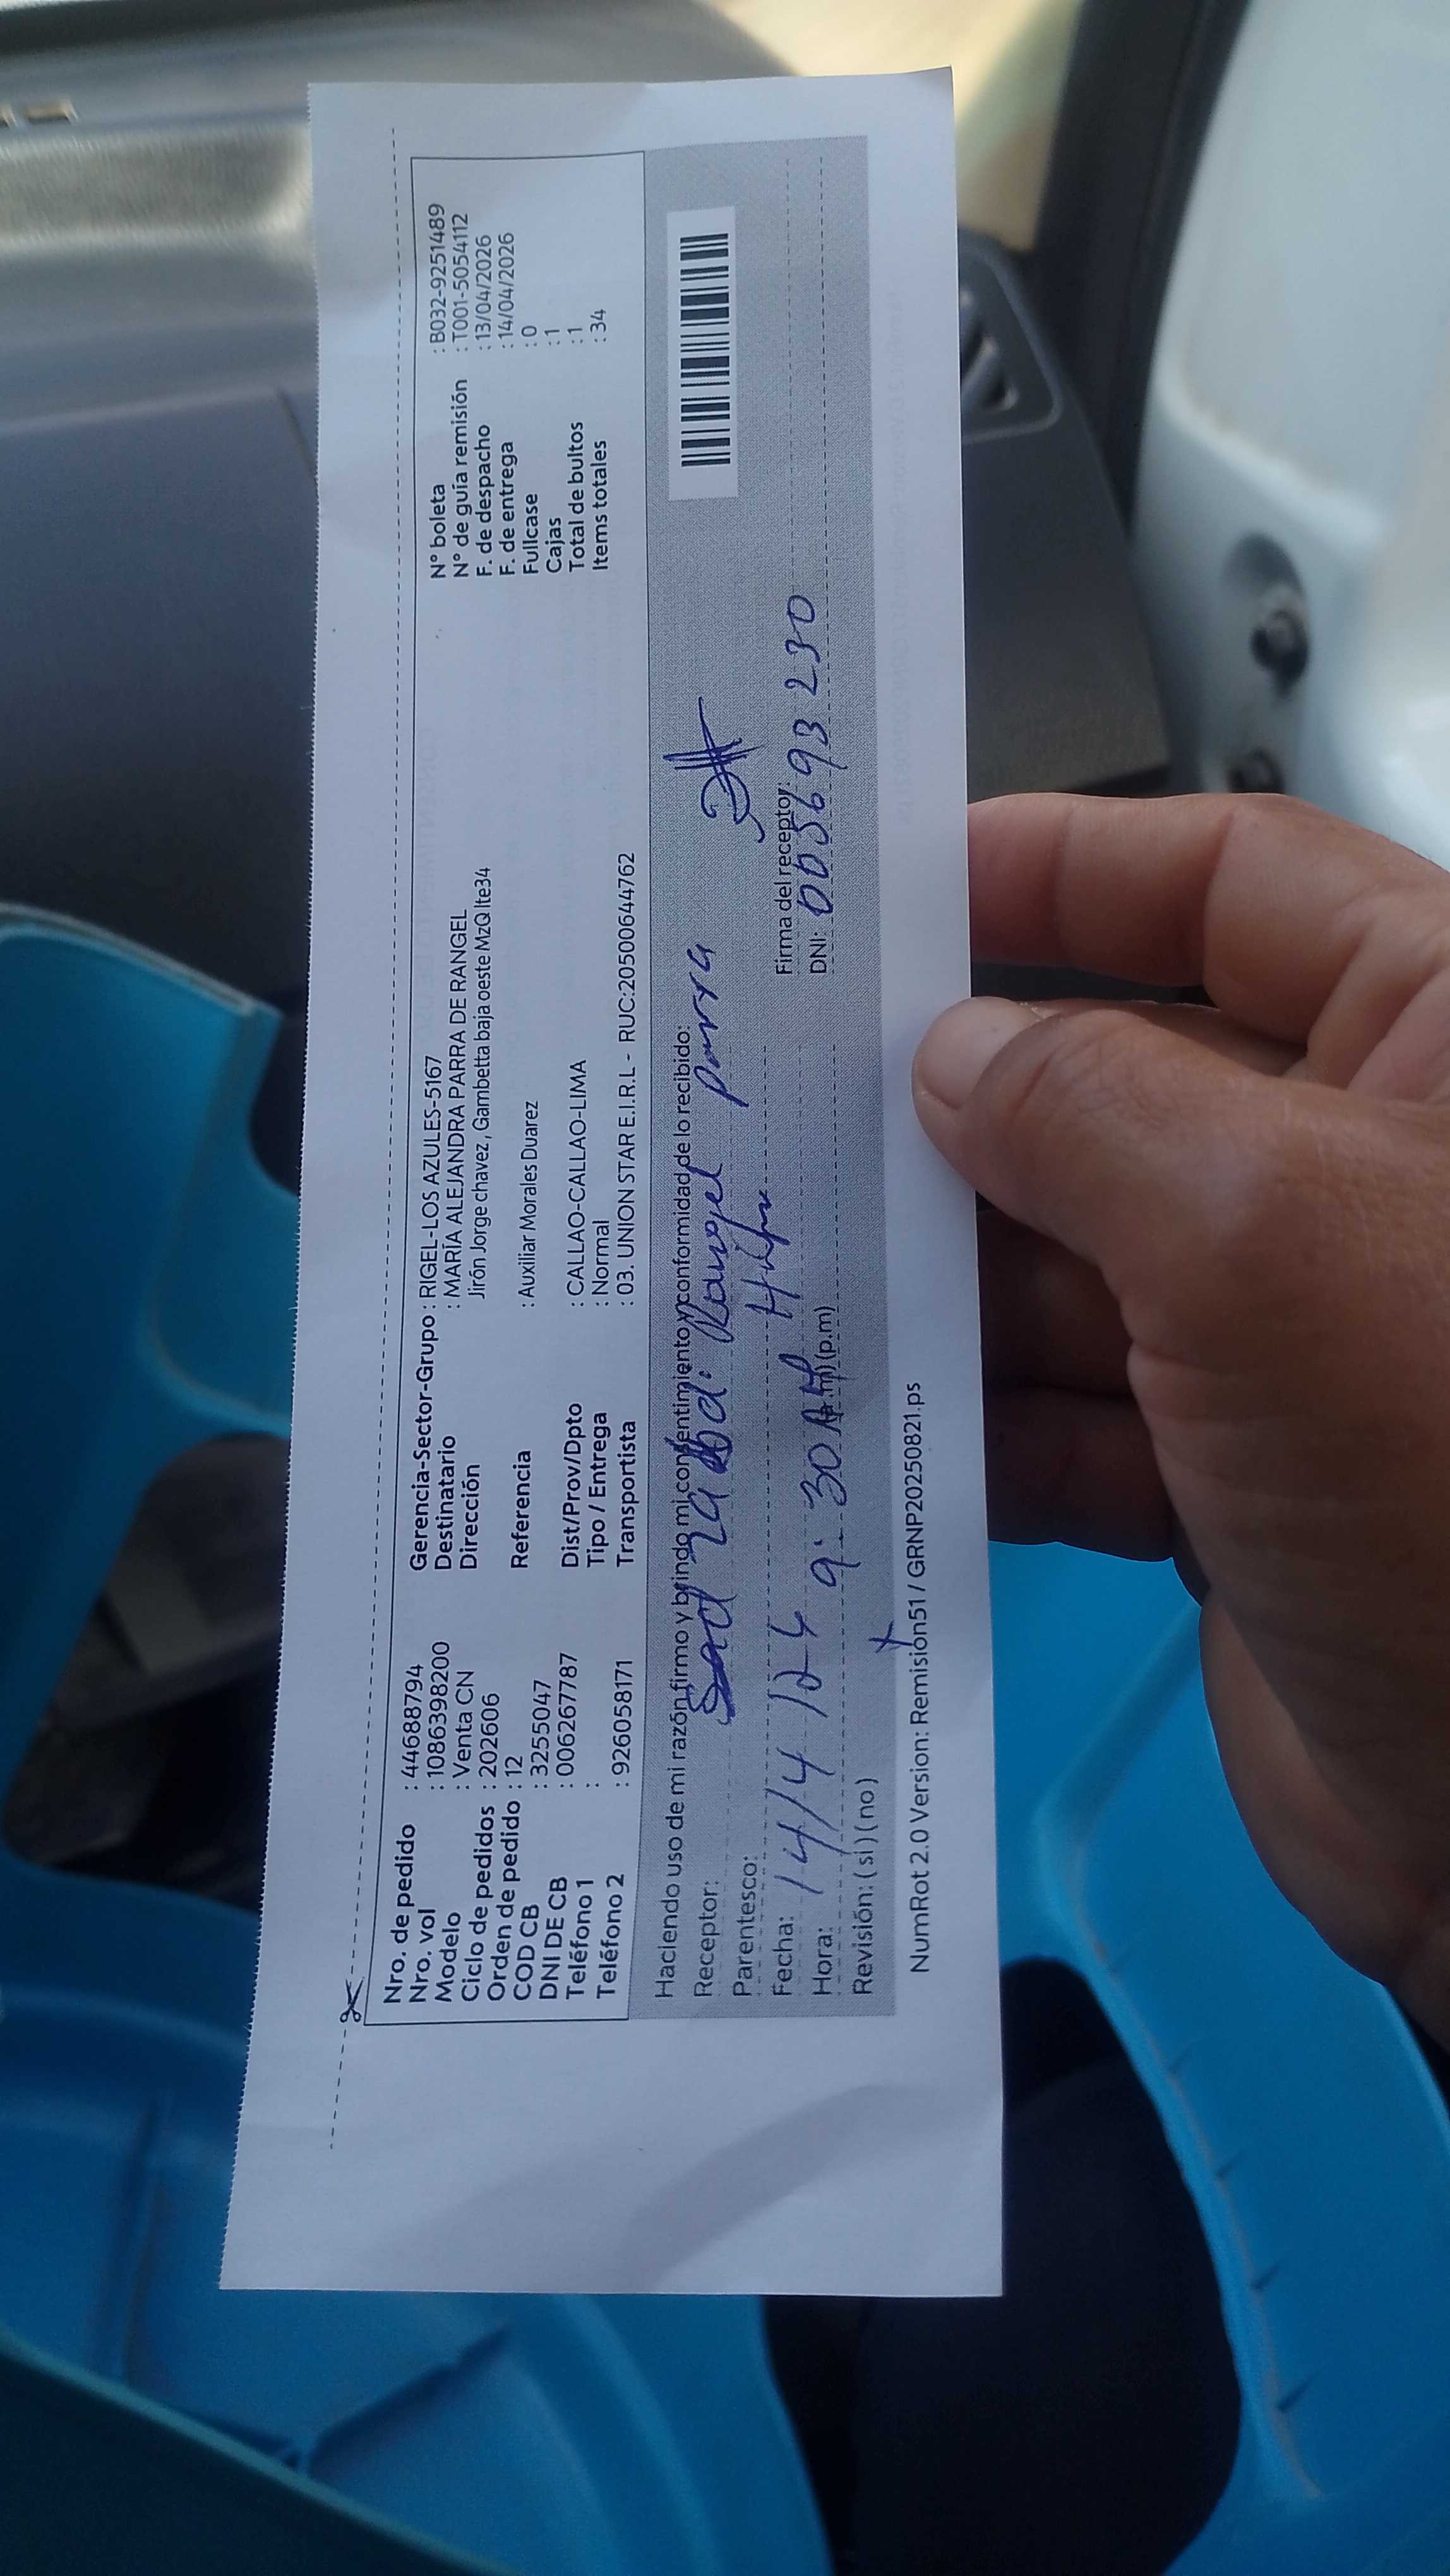 Nro. de pedido : 44688794
Nro. vol : 1086398200
Modelo : Venta CN
Ciclo de pedidos : 202606
Orden de pedido : 12
COD CB : 3255047
DNI DE CB : 006267787
Teléfono 1 :
Teléfono 2 : 926058171
Gerencia-Sector-Grupo : RIGEL-LOS AZULES-5167
Destinatario : MARÍA ALEJANDRA PARRA DE RANGEL
Dirección Jirón Jorge chavez, Gambetta baja oeste MzQ lte34
Referencia : Auxiliar Morales Duarez
Dist/Prov/Dpto : CALLAO-CALLAO-LIMA
Tipo / Entrega : Normal
Transportista : 03. UNION STAR E.I.R.L - RUC:20500644762
N° boleta : B032-9251489
N° de guía remisión : T001-5054112
F. de despacho : 13/04/2026
F. de entrega : 14/04/2026
Fullcase : 0
Cajas : 1
Total de bultos : 1
Items totales : 34
Haciendo uso de mi razón firmo y brindo mi consentimiento y conformidad de lo recibido:
Receptor: Rangel parra
Parentesco:
Fecha: 14/4/
Hora: 9:30 AM (a.m) (p.m)
Revisión: (si) (no)
Firma del receptor:
DNI: 005693230
NumRot 2.0 Version: Remisión51 / GRNP20250821.ps